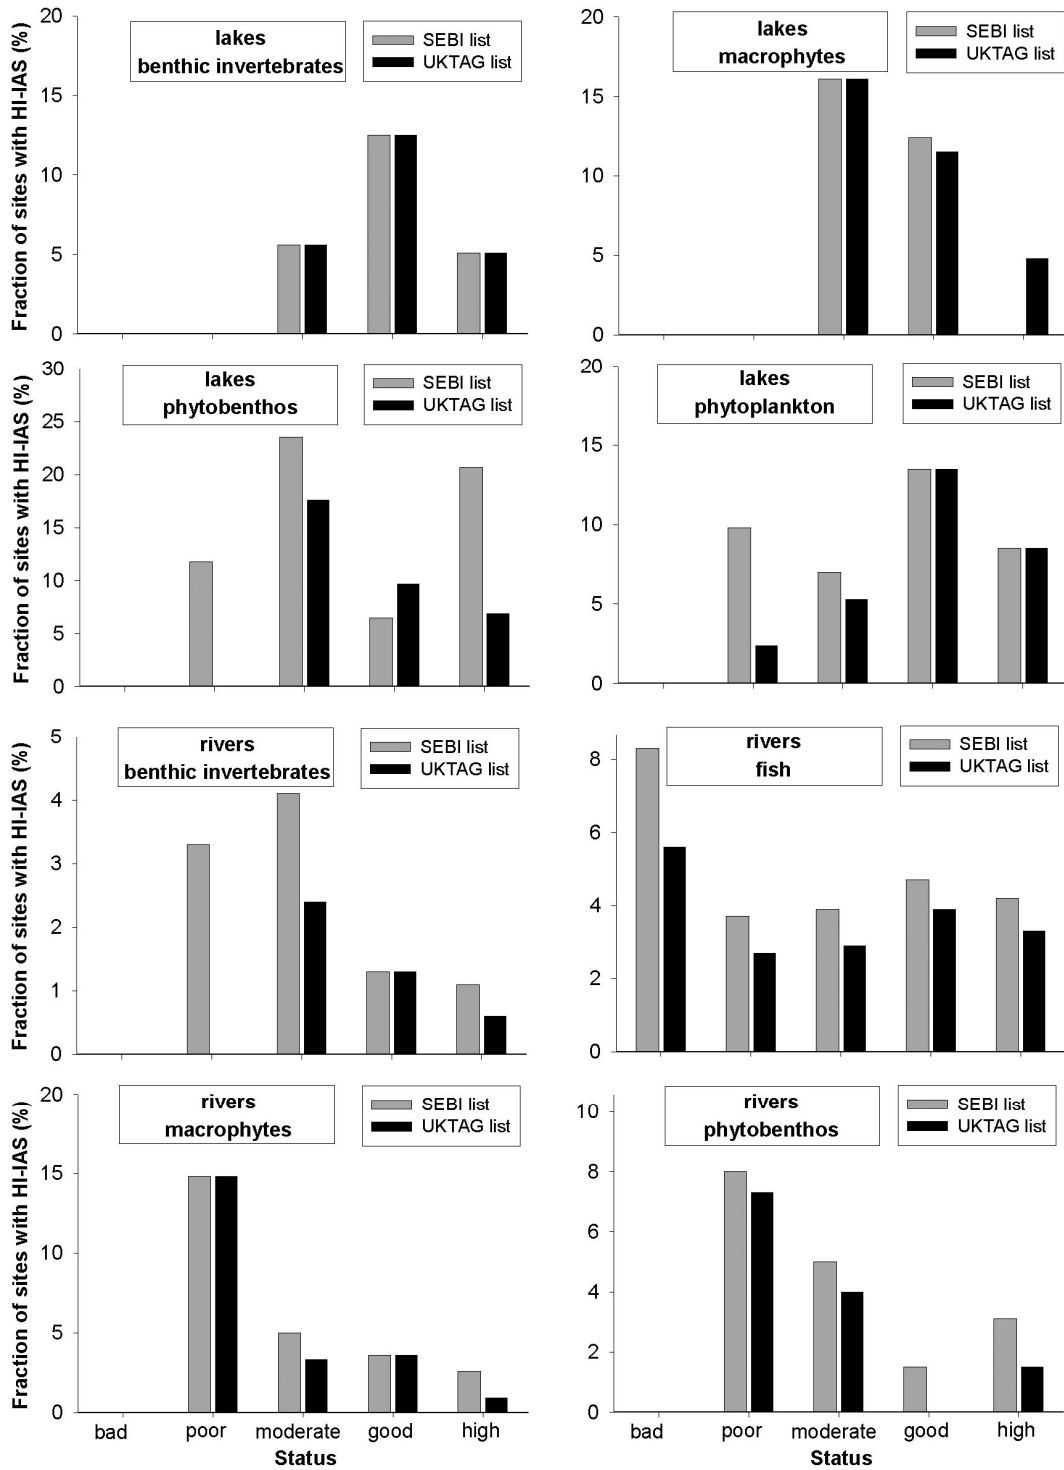 Fraction of sites with HI-IAS (%)
20
15
10
5
0
lakes
benthic invertebrates
SEBI list
UKTAG list
20
15
10
5
0
lakes
macrophytes
SEBI list
UKTAG list
Fraction of sites with HI-IAS (%)
30
25
20
15
10
5
0
lakes
phytobenthos
SEBI list
UKTAG list
20
15
10
5
0
lakes
phytoplankton
SEBI list
UKTAG list
Fraction of sites with HI-IAS (%)
5
4
3
2
1
0
rivers
benthic invertebrates
SEBI list
UKTAG list
8
6
4
2
0
rivers
fish
SEBI list
UKTAG list
Fraction of sites with HI-IAS (%)
20
15
10
5
0
rivers
macrophytes
SEBI list
UKTAG list
bad poor moderate good high
Status
10
8
6
4
2
0
rivers
phytobenthos
SEBI list
UKTAG list
bad poor moderate good high
Status